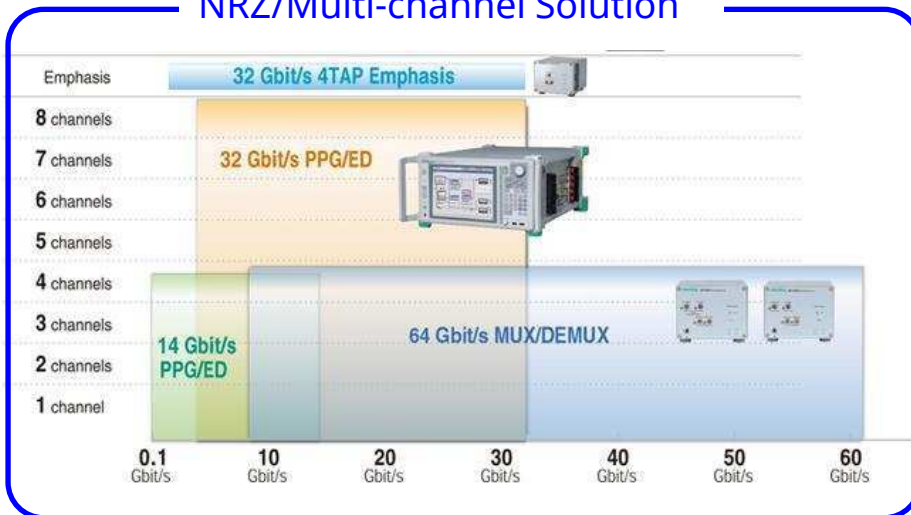 NRZ/Multi-channel Solution
Emphasis
32 Gbit/s 4TAP Emphasis
8 channels
7 channels
32 Gbit/s PPG/ED
6 channels
5 channels
4 channels
3 channels
64 Gbit/s MUX/DEMUX
14 Gbit/s
PPG/ED
2 channels
1 channel
0.1 10 20 30 40 50 60
Gbit/s Gbit/s Gbit/s Gbit/s Gbit/s Gbit/s Gbit/s